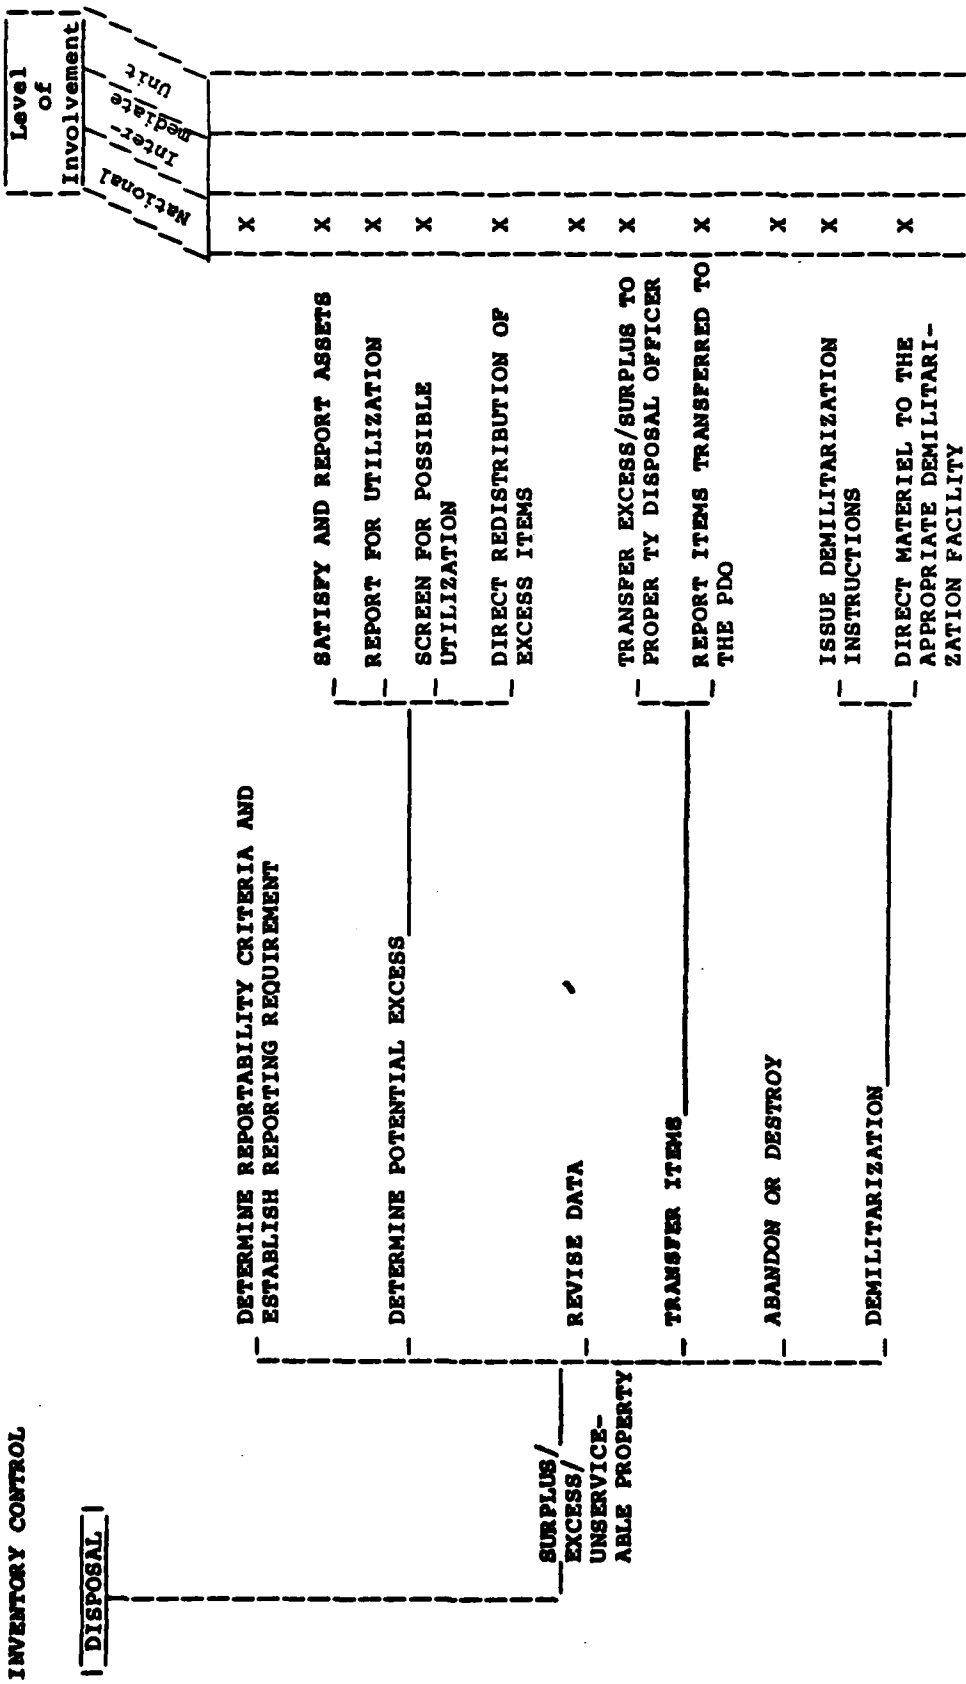 INVENTORY CONTROL
DISPOSAL
Level
of
Involvement
National
Inter-
mediate
Unit
SURPLUS/
EXCESS/
UNSERVICE-
ABLE PROPERTY
DETERMINE REPORTABILITY CRITERIA AND
ESTABLISH REPORTING REQUIREMENT
X
DETERMINE POTENTIAL EXCESS
SATISFY AND REPORT ASSETS
X
REPORT FOR UTILIZATION
X
SCREEN FOR POSSIBLE
UTILIZATION
X
DIRECT REDISTRIBUTION OF
EXCESS ITEMS
X
REVISE DATA
X
TRANSFER ITEMS
TRANSFER EXCESS/SURPLUS TO
PROPER TY DISPOSAL OFFICER
X
REPORT ITEMS TRANSFERRED TO
THE PDO
X
ABANDON OR DESTROY
X
DEMILITARIZATION
ISSUE DEMILITARIZATION
INSTRUCTIONS
X
DIRECT MATERIEL TO THE
APPROPRIATE DEMILITARI-
ZATION FACILITY
X